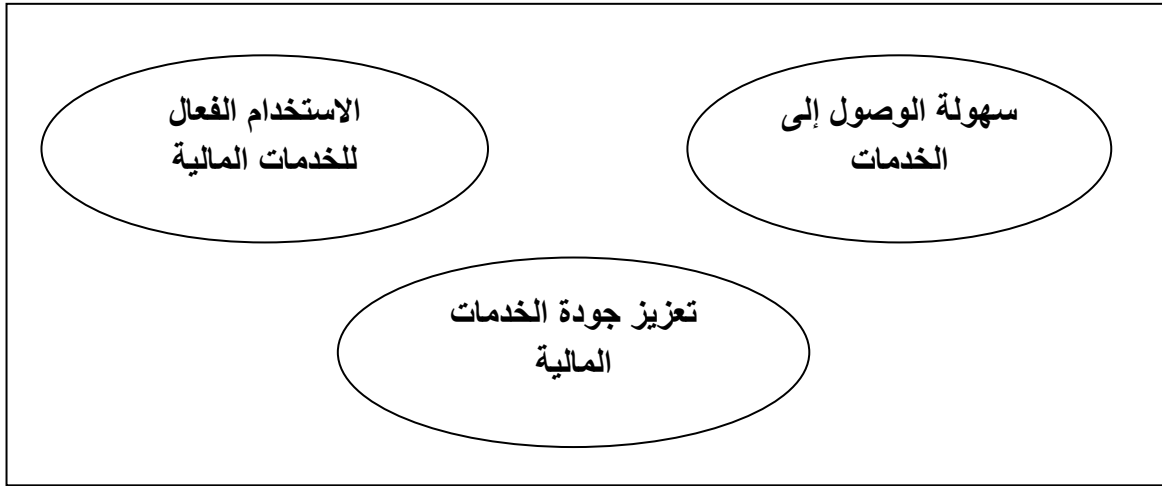 سهولة الوصول إلى
الخدمات
الاستخدام الفعال
للخدمات المالية
تعزيز جودة الخدمات
المالية